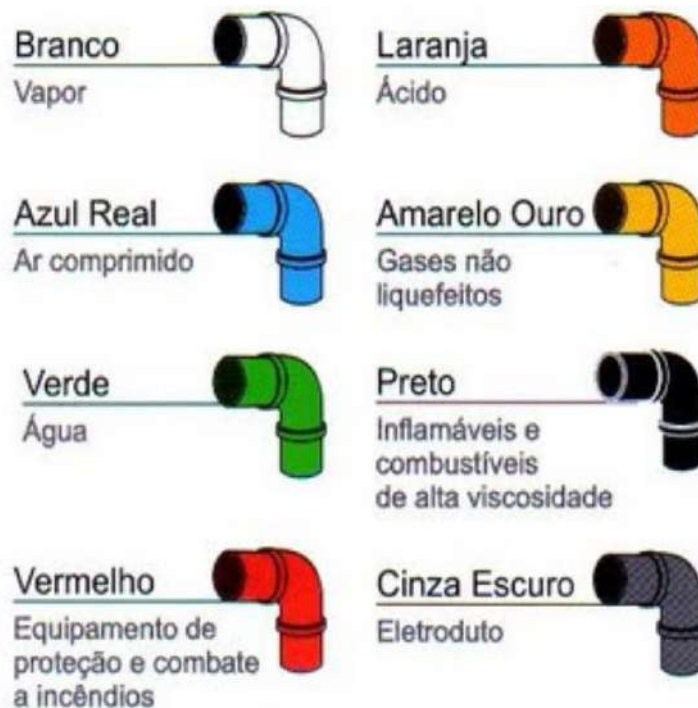 Branco
Vapor
Laranja
Ácido
Azul Real
Ar comprimido
Amarelo Ouro
Gases não
liquefeitos
Verde
Água
Preto
Inflamáveis e
combustíveis
de alta viscosidade
Vermelho
Equipamento de
proteção e combate
a incêndios
Cinza Escuro
Eletroduto